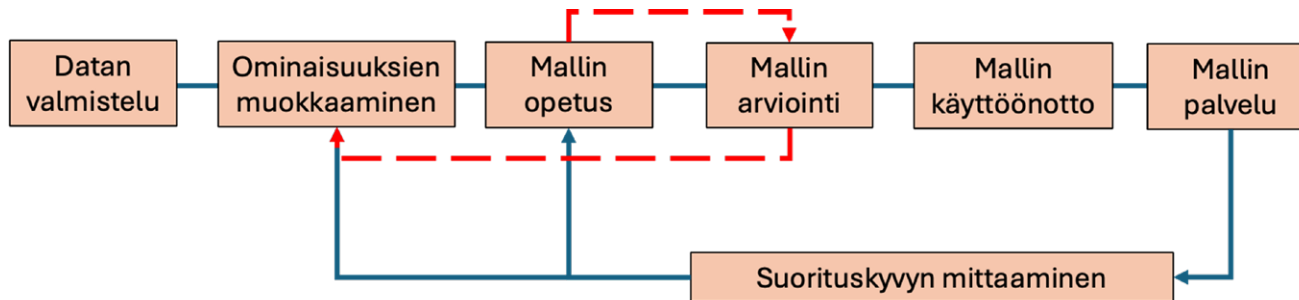 Datan
valmistelu
Ominaisuuksien
muokkaaminen
Mallin
opetus
Mallin
arviointi
Mallin
käyttöönotto
Mallin
palvelu
Suorituskyvyn mittaaminen